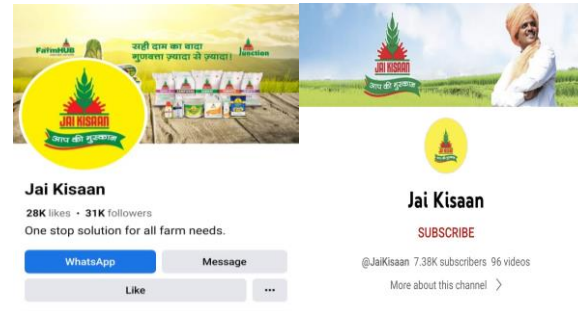 FarmHUB
सही दाम का वादा
गुणवत्ता ज़्यादा से ज़्यादा!
Junction
JAI KISAAN
आप की मुस्कान
Jai Kisaan
28K likes • 31K followers
One stop solution for all farm needs.
WhatsApp
Message
Like
JAI KISAAN
आप की मुस्कान
JAI KISAAN
Jai Kisaan
SUBSCRIBE
@JaiKisaan 7.38K subscribers 96 videos
More about this channel